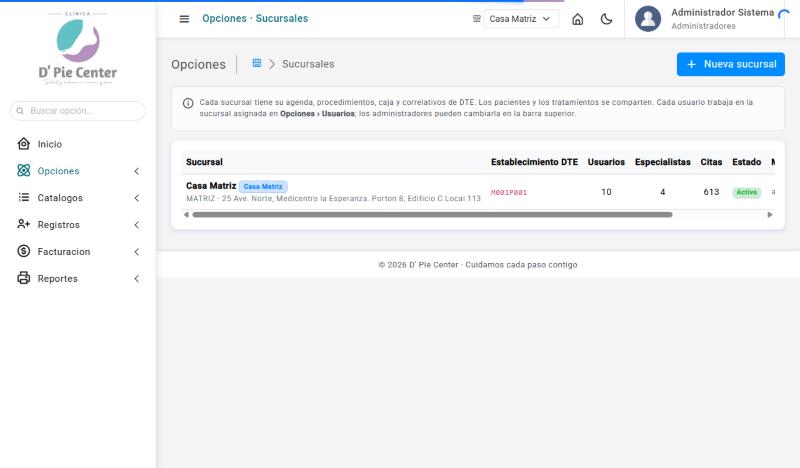 CLINICA
D' Pie Center
Buscar opción...
Inicio
Opciones
Catalogos
Registros
Facturacion
Reportes
Opciones · Sucursales
Casa Matriz
Administrador Sistema
Administradores
Opciones
Sucursales
+ Nueva sucursal
Cada sucursal tiene su agenda, procedimientos, caja y correlativos de DTE. Los pacientes y los tratamientos se comparten. Cada usuario trabaja en la
sucursal asignada en Opciones › Usuarios; los administradores pueden cambiarla en la barra superior.
Sucursal Establecimiento DTE Usuarios Especialistas Citas Estado
Casa Matriz Casa Matriz M001P001 10 4 613 Activa
MATRIZ · 25 Ave. Norte, Medicentro la Esperanza. Porton 8, Edificio C Local 113
© 2026 D' Pie Center · Cuidamos cada paso contigo